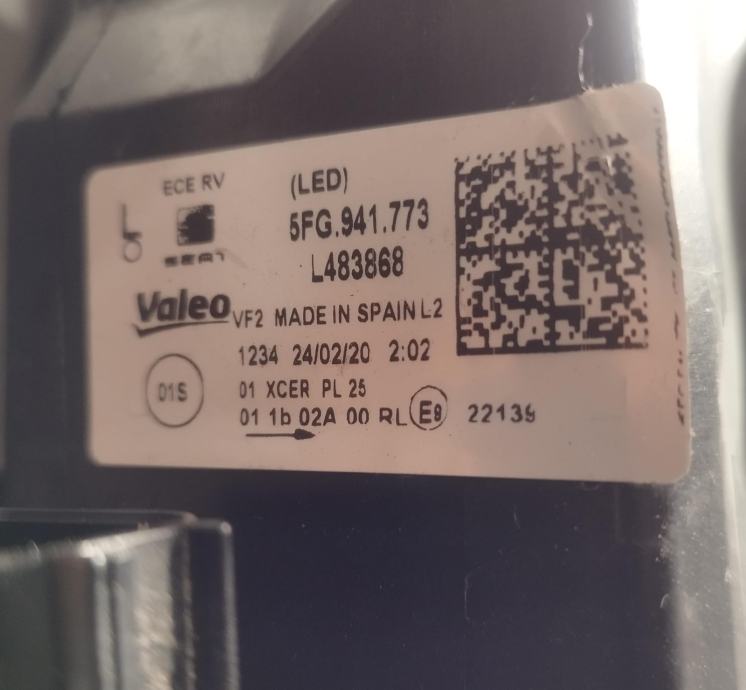 ECE RV
(LED)
SEAT
5FG.941.773
L483868
Valeo
VF2 MADE IN SPAIN L2
1234 24/02/20 2:02
01S
01 XCER PL 25
01 1b 02A 00 RL E9 22139